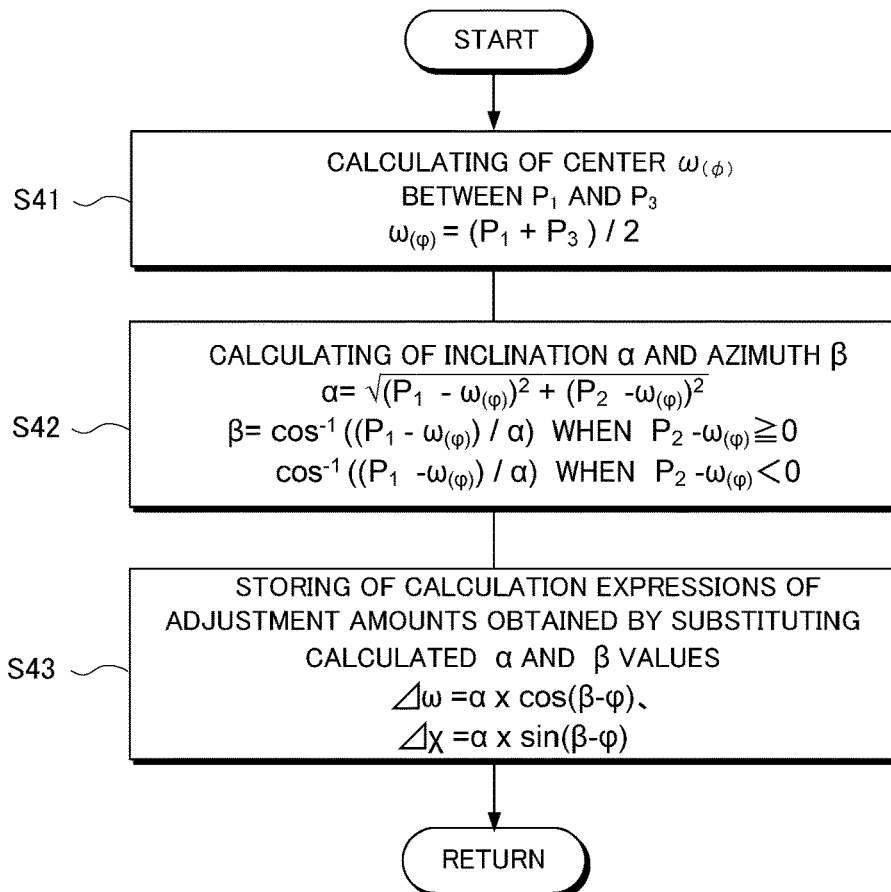 START
S41
CALCULATING OF CENTER ω(φ)
BETWEEN P₁ AND P₃
ω(φ) = (P₁ + P₃ ) / 2
S42
CALCULATING OF INCLINATION α AND AZIMUTH β
α= √(P₁ - ω(φ))² + (P₂ -ω(φ))²
β= cos⁻¹ ((P₁ - ω(φ)) / α) WHEN P₂ -ω(φ)≧0
cos⁻¹ ((P₁ -ω(φ)) / α) WHEN P₂ -ω(φ)<0
S43
STORING OF CALCULATION EXPRESSIONS OF
ADJUSTMENT AMOUNTS OBTAINED BY SUBSTITUTING
CALCULATED α AND β VALUES
⊿ω =α x cos(β-φ)、
⊿χ =α x sin(β-φ)
RETURN